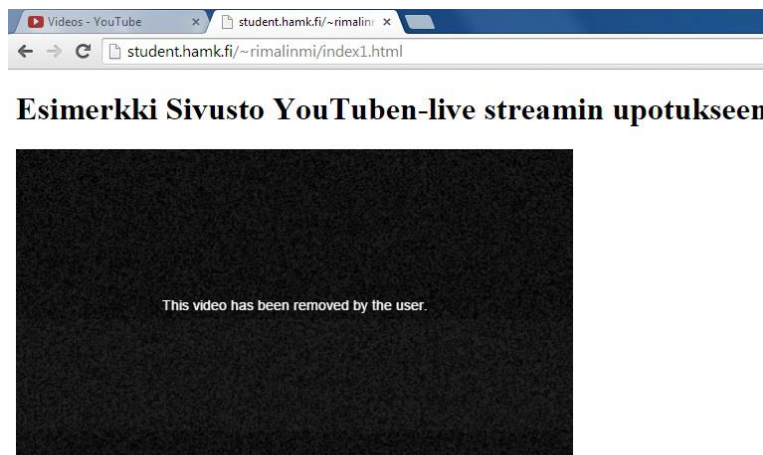 Videos - YouTube
student.hamk.fi/~rimalinr
student.hamk.fi/~rimalinmi/index1.html
Esimerkki Sivusto YouTuben-live streamin upotukseen
This video has been removed by the user.